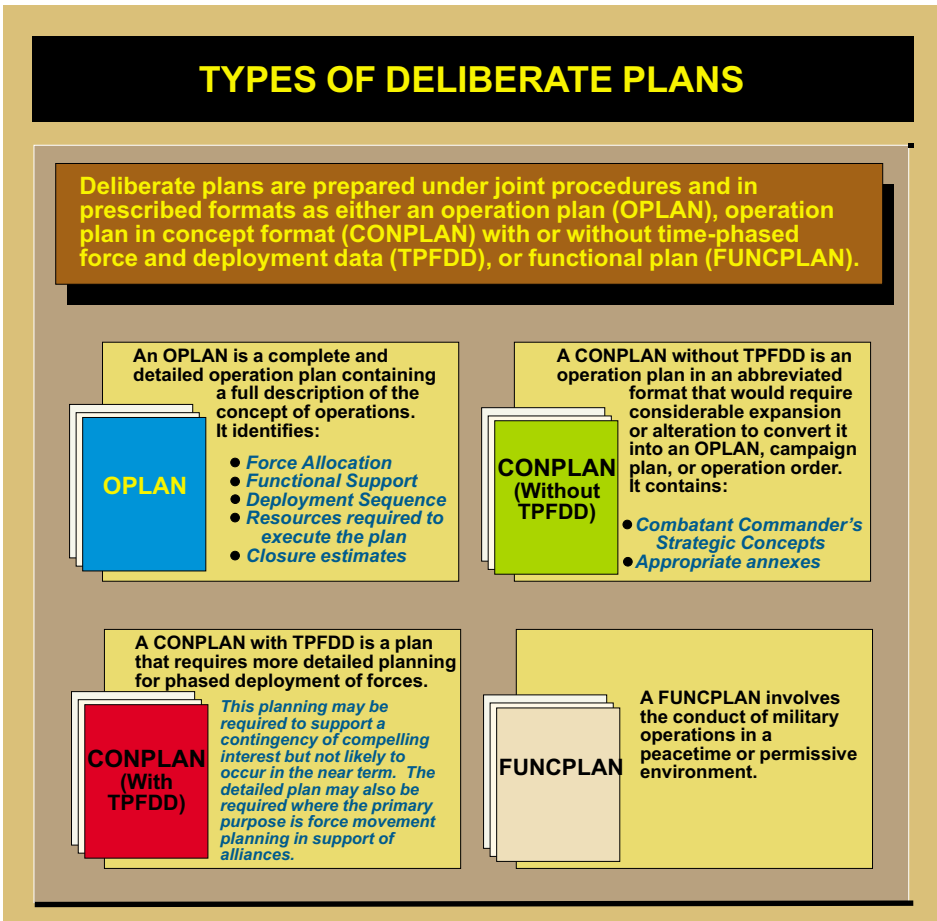 TYPES OF DELIBERATE PLANS
Deliberate plans are prepared under joint procedures and in
prescribed formats as either an operation plan (OPLAN), operation
plan in concept format (CONPLAN) with or without time-phased
force and deployment data (TPFDD), or functional plan (FUNCPLAN).
An OPLAN is a complete and
detailed operation plan containing
a full description of the
concept of operations.
It identifies:
● Force Allocation
● Functional Support
● Deployment Sequence
● Resources required to
execute the plan
● Closure estimates
OPLAN
A CONPLAN without TPFDD is an
operation plan in an abbreviated
format that would require
considerable expansion
or alteration to convert it
into an OPLAN, campaign
plan, or operation order.
It contains:
● Combatant Commander's
Strategic Concepts
● Appropriate annexes
CONPLAN
(Without
TPFDD)
A CONPLAN with TPFDD is a plan
that requires more detailed planning
for phased deployment of forces.
This planning may be
required to support a
contingency of compelling
interest but not likely to
occur in the near term. The
detailed plan may also be
required where the primary
purpose is force movement
planning in support of
alliances.
CONPLAN
(With
TPFDD)
A FUNCPLAN involves
the conduct of military
operations in a
peacetime or permissive
environment.
FUNCPLAN